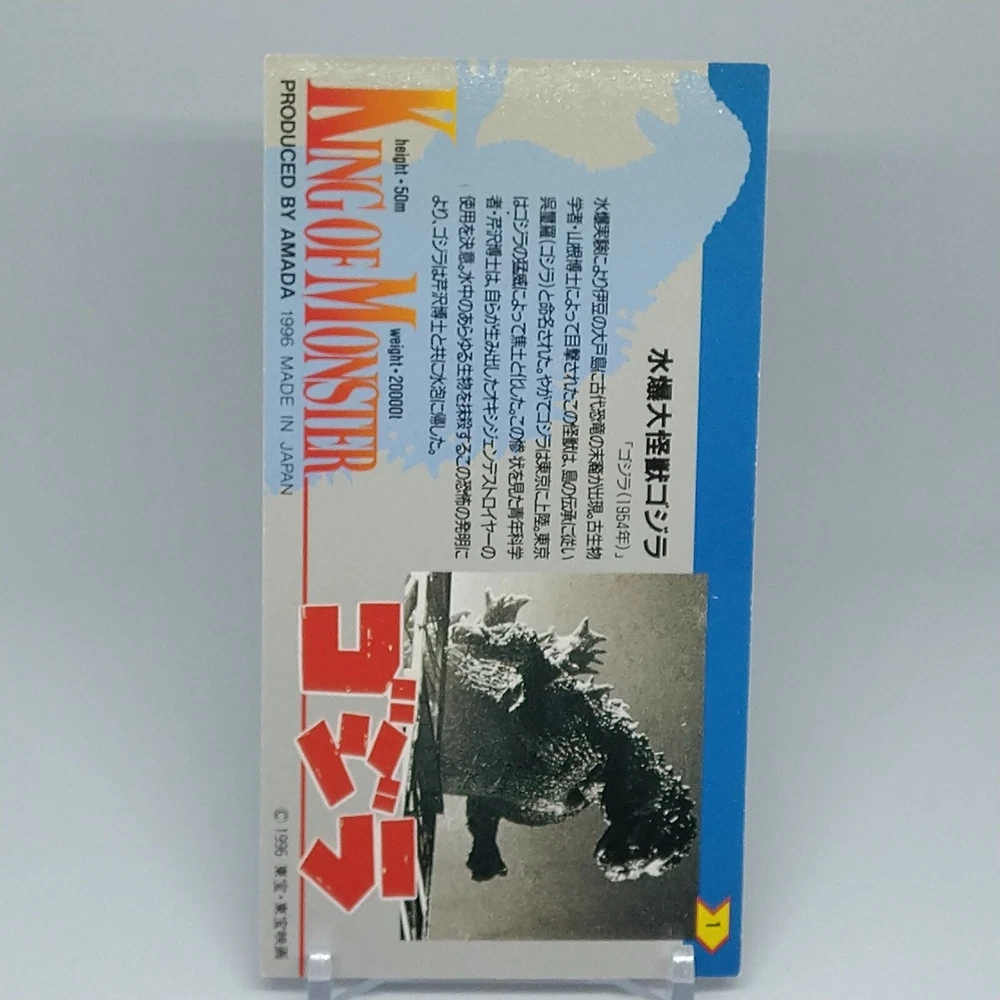 1
水爆大怪獣ゴジラ
「ゴジラ(1954年)」
水爆実験により伊豆の大戸島に古代恐竜の末裔が出現。古生物
学者・山根博士によって目撃されたこの怪獣は、島の伝承に従い
呉璽羅(ゴジラ)と命名された。やがてゴジラは東京に上陸。東京
はゴジラの猛威によって焦土と化した。この惨状を見た青年科学
者・芹沢博士は、自らが生み出したオキシジェンデストロイヤーの
使用を決意。水中のあらゆる生物を抹殺するこの恐怖の発明に
より、ゴジラは芹沢博士と共に水泡に帰した。
height・50m weight・20000t
KING OF MONSTER
ゴジラ
PRODUCED BY AMADA 1996 MADE IN JAPAN
©1996 東宝・東宝映画